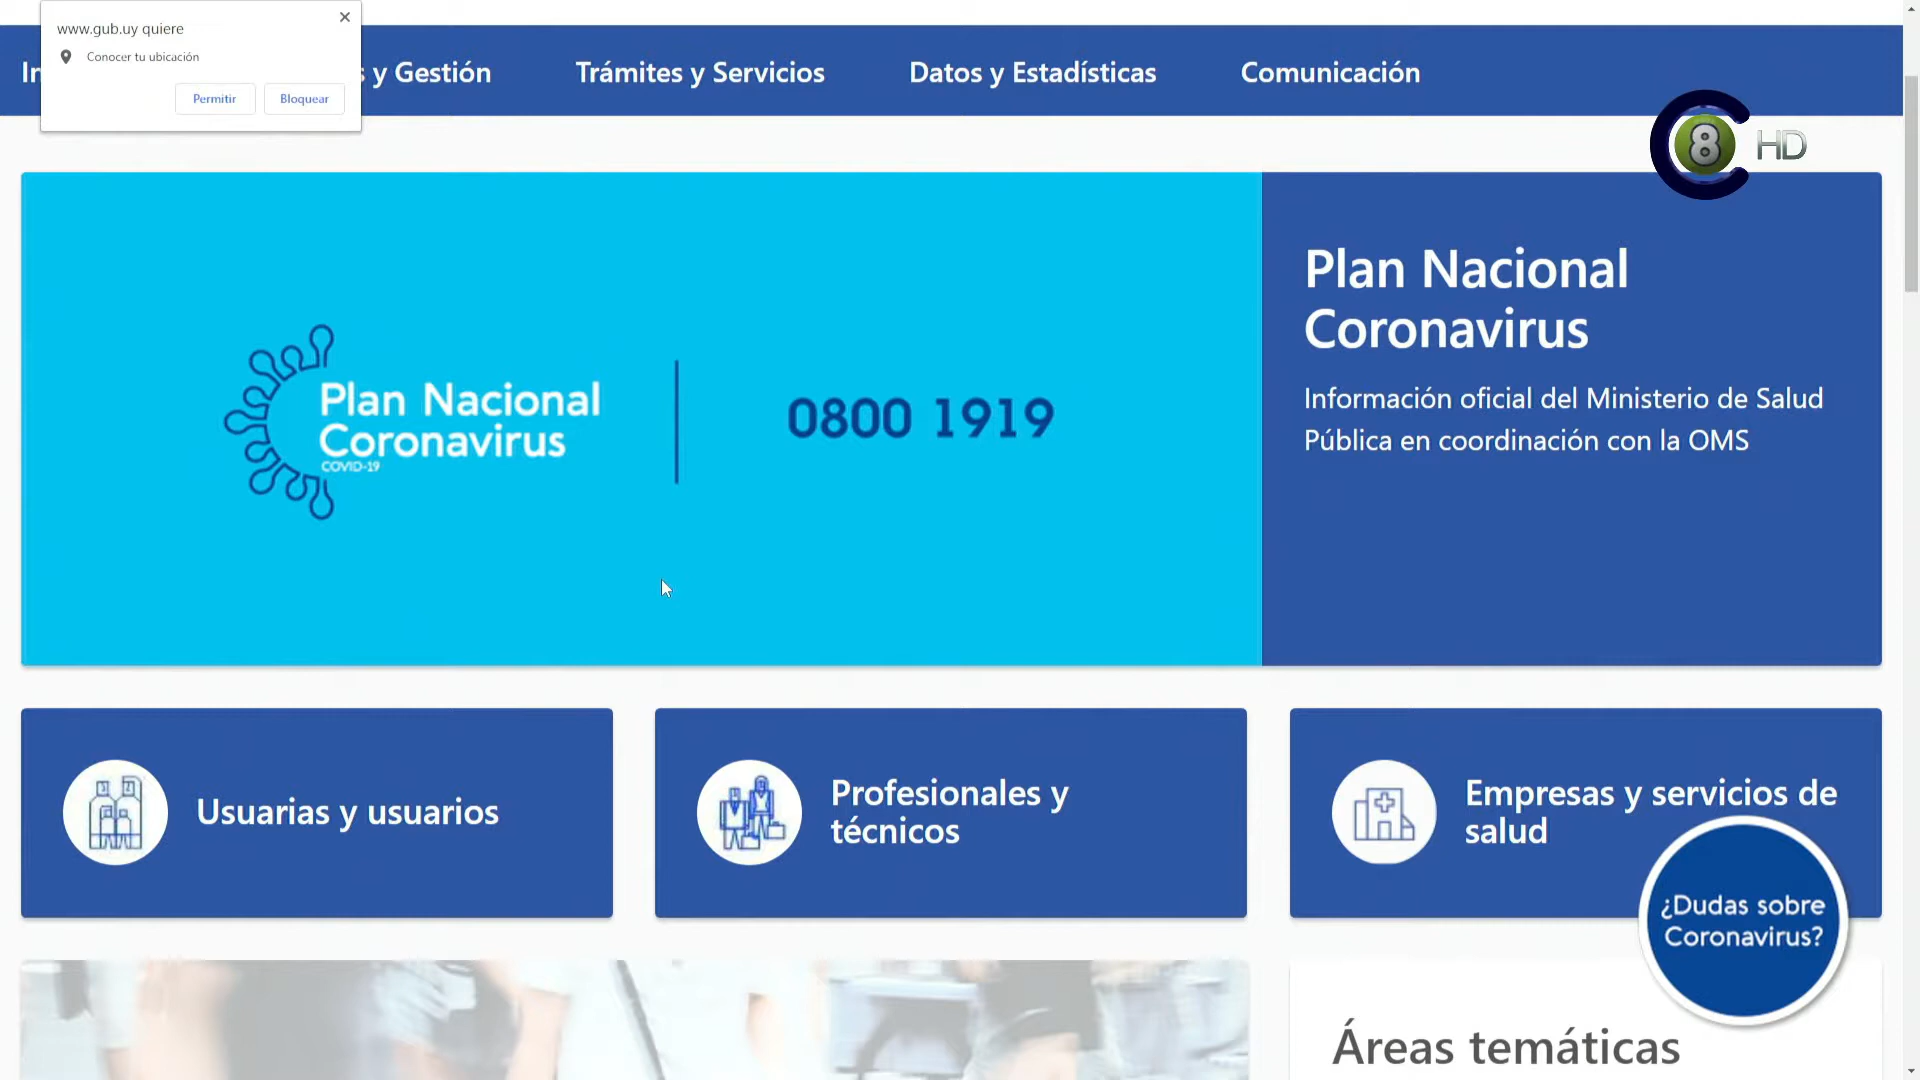 www.gub.uy quiere
Conocer tu ubicación
Permitir
Bloquear
y Gestión
Trámites y Servicios
Datos y Estadísticas
Comunicación
8 HD
Plan Nacional
Coronavirus
COVID-19
0800 1919
Plan Nacional
Coronavirus
Información oficial del Ministerio de Salud
Pública en coordinación con la OMS
Usuarias y usuarios
Profesionales y
técnicos
Empresas y servicios de
salud
¿Dudas sobre
Coronavirus?
Áreas temáticas